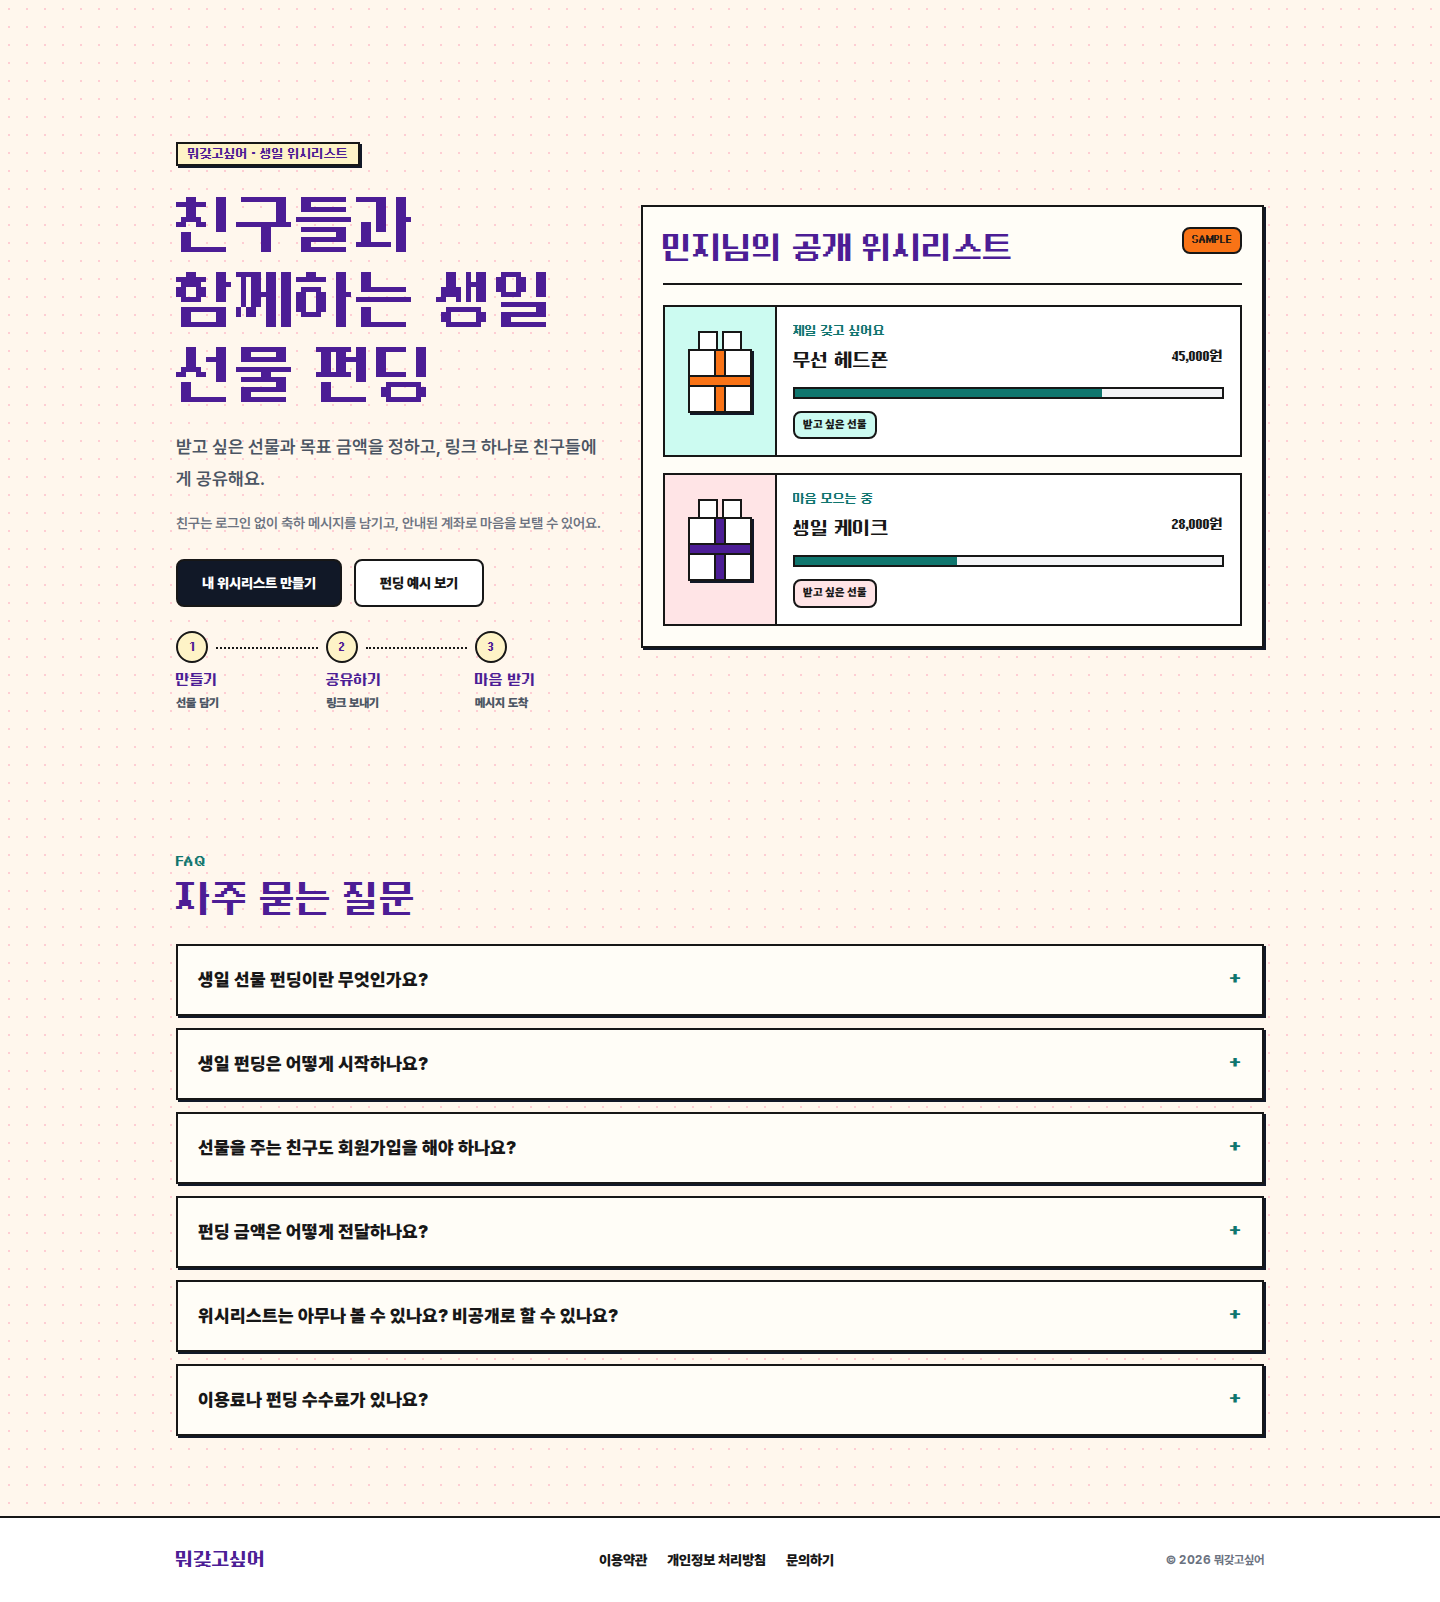 뭐갖고싶어 · 생일 위시리스트
친구들과
함께하는 생일
선물 펀딩
받고 싶은 선물과 목표 금액을 정하고, 링크 하나로 친구들에
게 공유해요.
친구는 로그인 없이 축하 메시지를 남기고, 안내된 계좌로 마음을 보탤 수 있어요.
내 위시리스트 만들기
펀딩 예시 보기
1
만들기
선물 담기
2
공유하기
링크 보내기
3
마음 받기
메시지 도착
민지님의 공개 위시리스트
SAMPLE
제일 갖고 싶어요
무선 헤드폰
45,000원
받고 싶은 선물
마음 모으는 중
생일 케이크
28,000원
받고 싶은 선물
FAQ
자주 묻는 질문
생일 선물 펀딩이란 무엇인가요?
+
생일 펀딩은 어떻게 시작하나요?
+
선물을 주는 친구도 회원가입을 해야 하나요?
+
펀딩 금액은 어떻게 전달하나요?
+
위시리스트는 아무나 볼 수 있나요? 비공개로 할 수 있나요?
+
이용료나 펀딩 수수료가 있나요?
+
뭐갖고싶어
이용약관
개인정보 처리방침
문의하기
© 2026 뭐갖고싶어